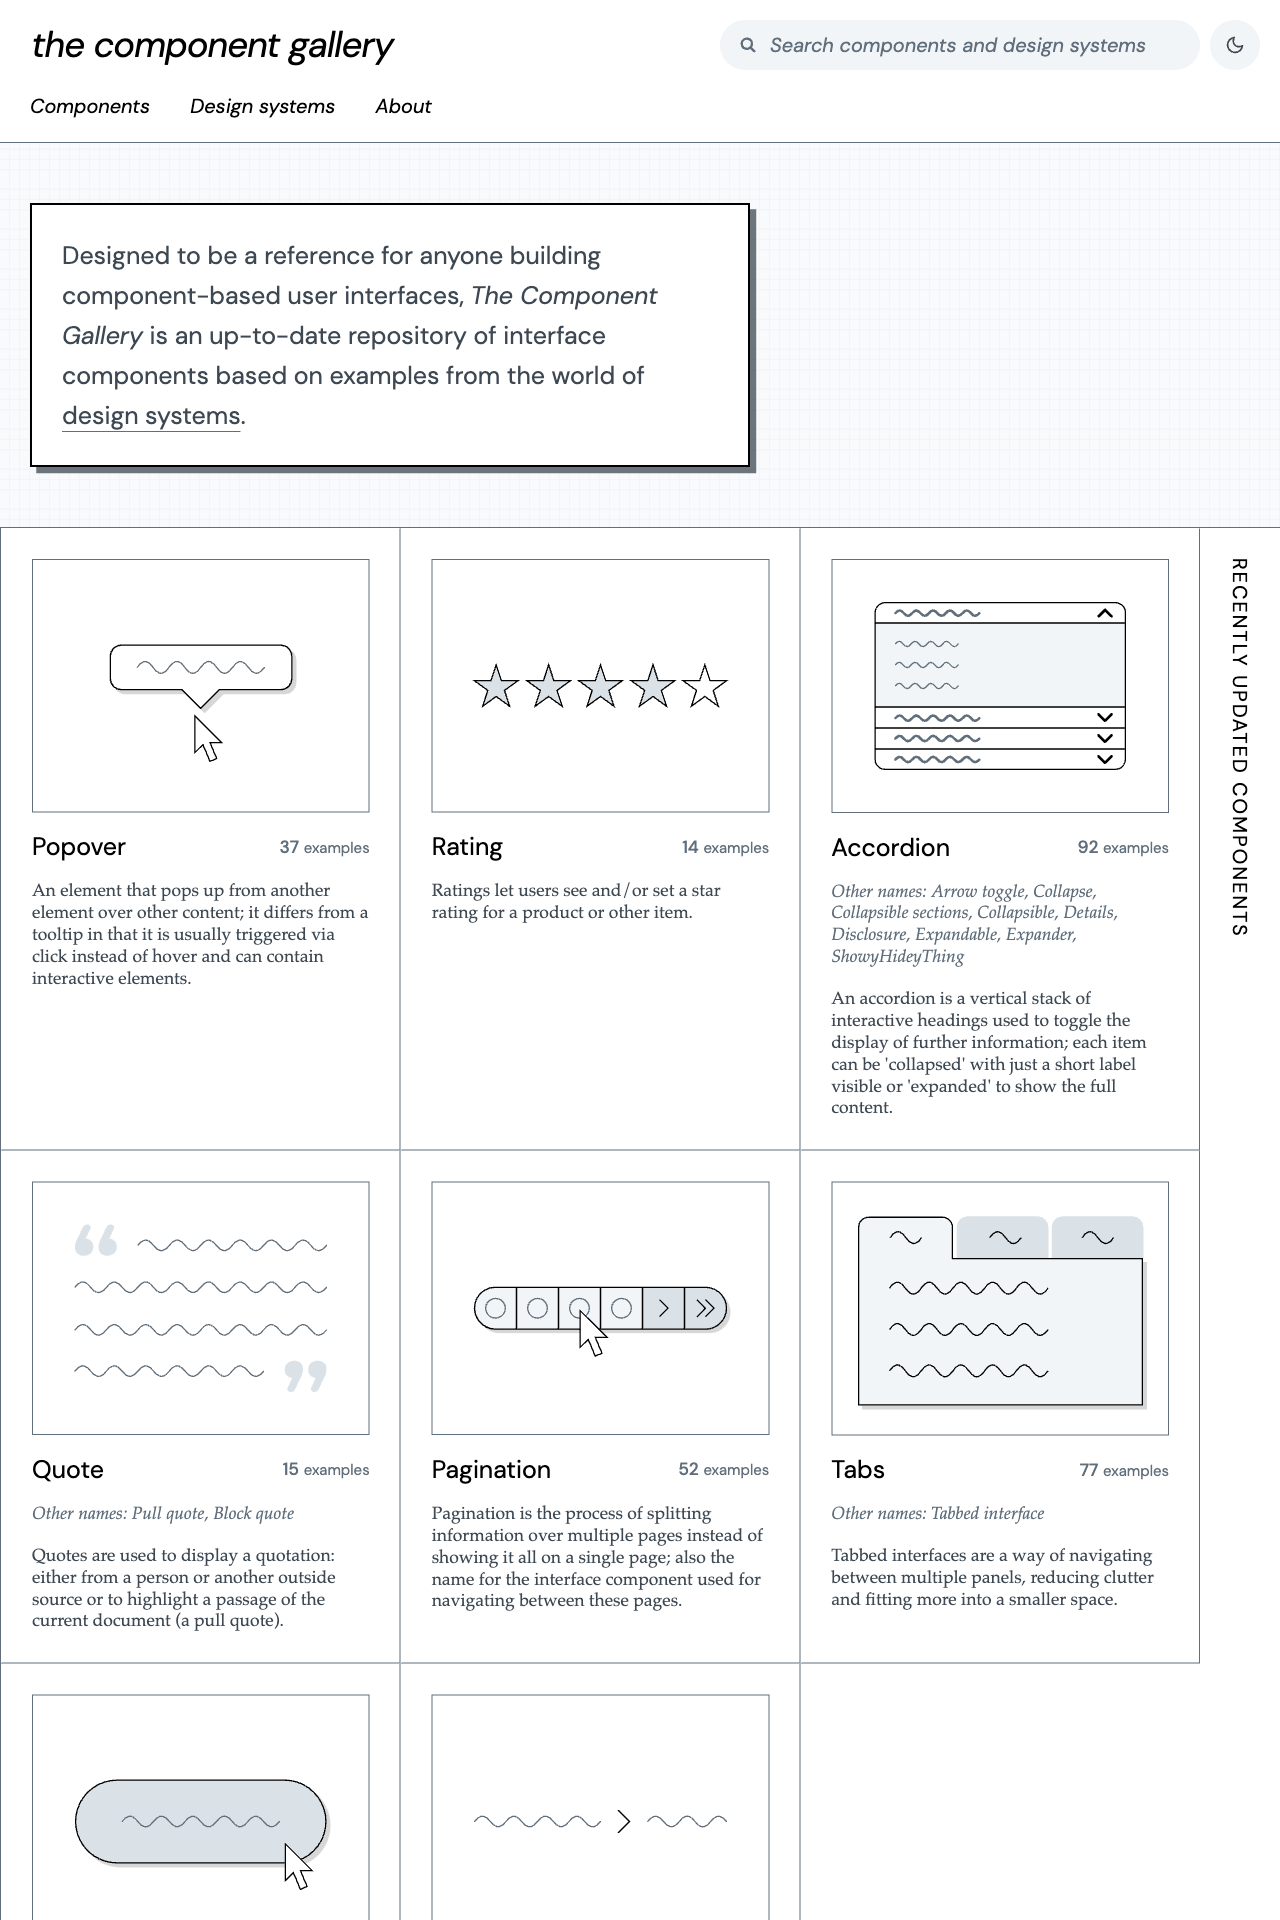 the component gallery
Search components and design systems
Components
Design systems
About
Designed to be a reference for anyone building
component-based user interfaces, The Component
Gallery is an up-to-date repository of interface
components based on examples from the world of
design systems.
RECENTLY UPDATED COMPONENTS
Popover
37 examples
An element that pops up from another
element over other content; it differs from a
tooltip in that it is usually triggered via
click instead of hover and can contain
interactive elements.
Rating
14 examples
Ratings let users see and/or set a star
rating for a product or other item.
Accordion
92 examples
Other names: Arrow toggle, Collapse,
Collapsible sections, Collapsible, Details,
Disclosure, Expandable, Expander,
ShowyHideyThing
An accordion is a vertical stack of
interactive headings used to toggle the
display of further information; each item
can be 'collapsed' with just a short label
visible or 'expanded' to show the full
content.
Quote
15 examples
Other names: Pull quote, Block quote
Quotes are used to display a quotation:
either from a person or another outside
source or to highlight a passage of the
current document (a pull quote).
Pagination
52 examples
Pagination is the process of splitting
information over multiple pages instead of
showing it all on a single page; also the
name for the interface component used for
navigating between these pages.
Tabs
77 examples
Other names: Tabbed interface
Tabbed interfaces are a way of navigating
between multiple panels, reducing clutter
and fitting more into a smaller space.